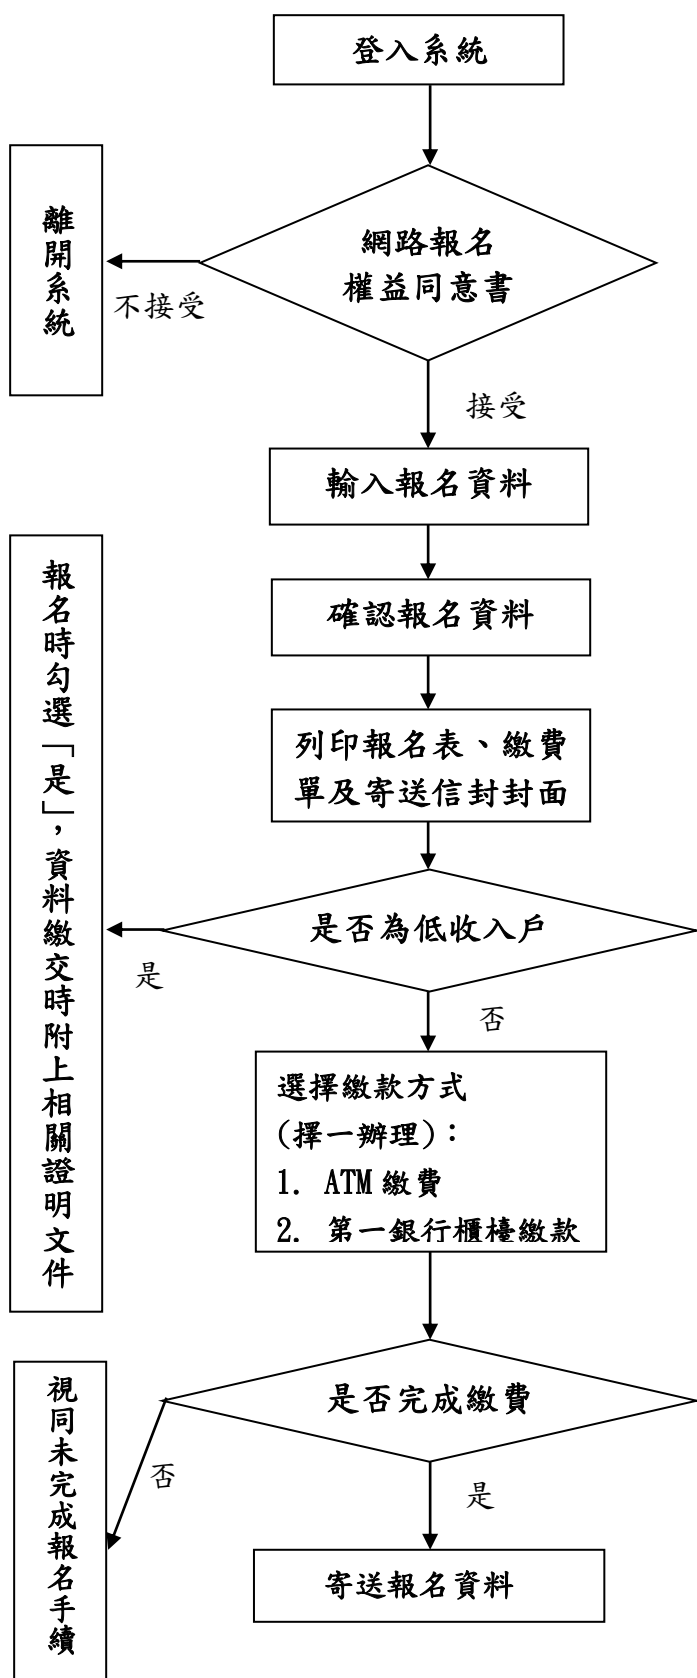 登入系統
網路報名
權益同意書
不接受
離開系統
接受
輸入報名資料
確認報名資料
列印報名表、繳費
單及寄送信封封面
是否為低收入戶
是
報名時勾選「是」，資料繳交時附上相關證明文件
否
選擇繳款方式
(擇一辦理)：
1. ATM 繳費
2. 第一銀行櫃檯繳款
是否完成繳費
否
視同未完成報名手續
是
寄送報名資料